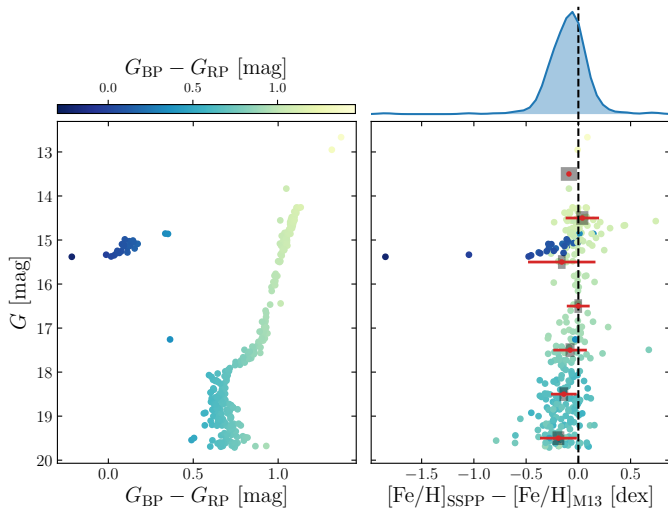 G_BP − G_RP [mag]
0.0 0.5 1.0
13
14
15
16
17
18
19
20
G [mag]
0.0 0.5 1.0
G_BP − G_RP [mag]
−1.5 −1.0 −0.5 0.0 0.5
[Fe/H]_SSPP − [Fe/H]_M13 [dex]